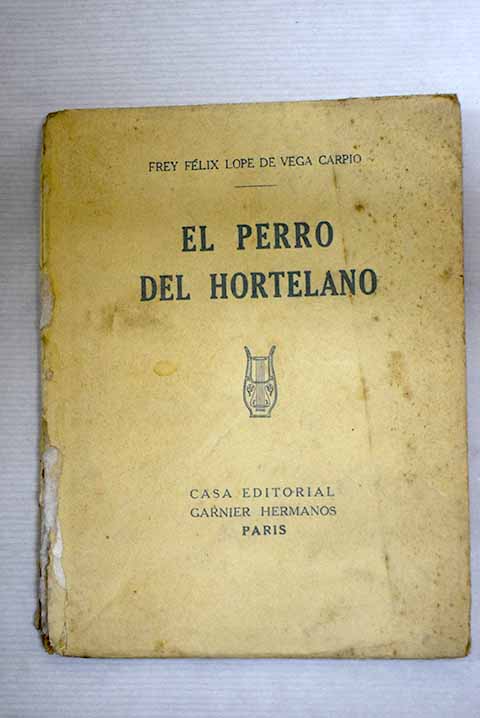 FREY FÉLIX LOPE DE VEGA CARPIO
EL PERRO
DEL HORTELANO
CASA EDITORIAL
GARNIER HERMANOS
PARIS